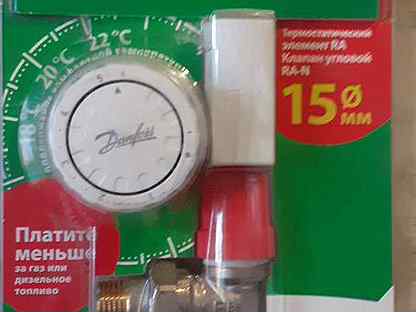 18°C 20°C 22°C
Danfoss
Термостатический
элемент RA
Клапан угловой
RA-N
15 Ø
мм
Платите
меньше
за газ или
дизельное
топливо